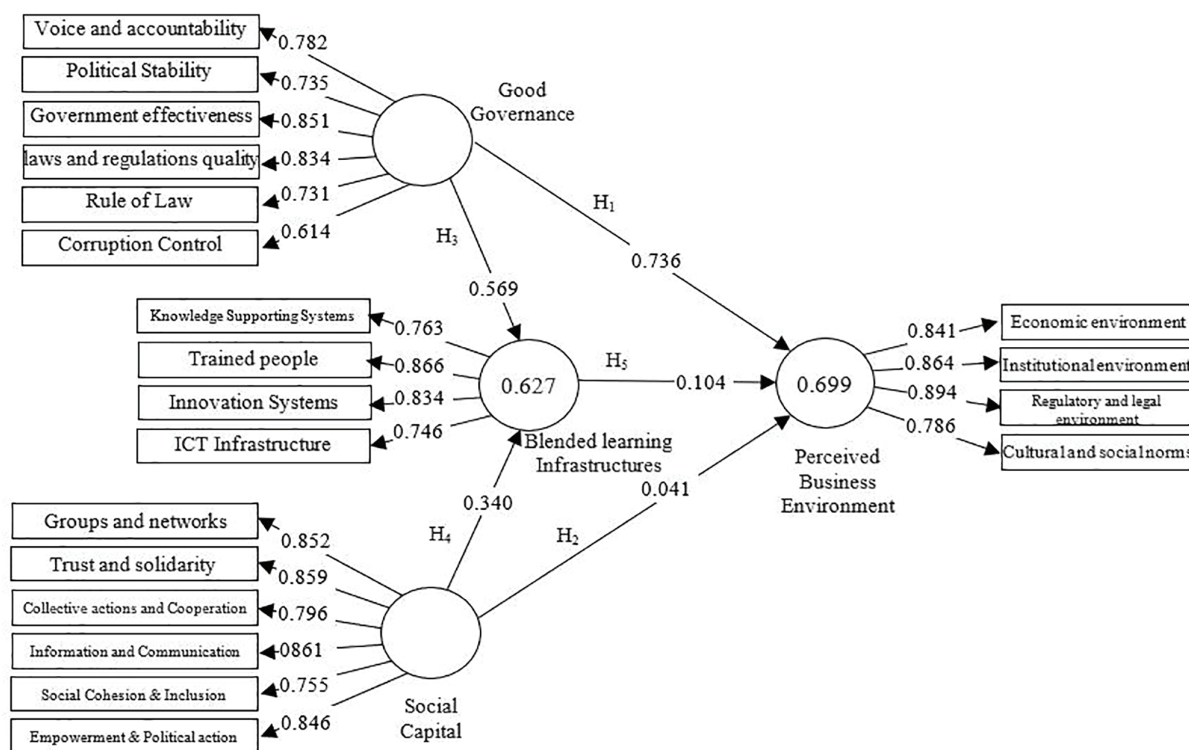 Voice and accountability
0.782
Political Stability
0.735
Government effectiveness
0.851
laws and regulations quality
0.834
Rule of Law
0.731
Corruption Control
0.614
Good
Governance
H1
0.736
H3
0.569
Knowledge Supporting Systems
0.763
Trained people
0.866
Innovation Systems
0.834
ICT Infrastructure
0.746
0.627
Blended learning
Infrastructures
H5
0.104
0.699
Perceived
Business
Environment
0.841
Economic environment
0.864
Institutional environment
0.894
Regulatory and legal
environment
0.786
Cultural and social norms
0.340
H4
0.041
H2
Groups and networks
0.852
Trust and solidarity
0.859
Collective actions and Cooperation
0.796
Information and Communication
0861
Social Cohesion & Inclusion
0.755
Empowerment & Political action
0.846
Social
Capital